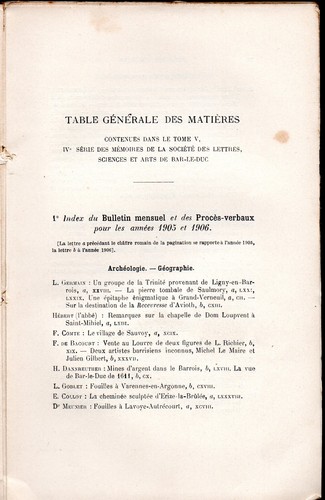 TABLE GÉNÉRALE DES MATIÈRES
CONTENUES DANS LE TOME V,
IVe SÉRIE DES MÉMOIRES DE LA SOCIÉTÉ DES LETTRES,
SCIENCES ET ARTS DE BAR-LE-DUC
1° Index du Bulletin mensuel et des Procès-verbaux
pour les années 1905 et 1906.
[La lettre a précédant le chiffre romain de la pagination se rapporte à l'année 1905,
la lettre b à l'année 1906].
Archéologie. — Géographie.
L. GERMAIN : Un groupe de la Trinité provenant de Ligny-en-Bar-
rois, a, XXVIII. — La pierre tombale de Saulmory, a, LXXI,
LXXIX. Une épitaphe énigmatique à Grand-Verneuil, a, CII. —
Sur la destination de la Recevresse d'Avioth, b, CXIII.
HÉBERT (l'abbé) : Remarques sur la chapelle de Dom Loupvent à
Saint-Mihiel, a, LVIII.
F. COMTE : Le village de Sauvoy, a, XCIX.
F. DE BACOURT : Vente au Louvre de deux figures de L. Richier, b,
XIX. — Deux artistes barrisiens inconnus, Michel Le Maire et
Julien Gilbert, b, XXXVII.
H. DANNREUTHER : Mines d'argent dans le Barrois, b, LXVIII. La vue
de Bar-le-Duc de 1611, b, CX.
L. GOBLET : Fouilles à Varennes-en-Argonne, b, CXVIII.
E. COLLOT : La cheminée sculptée d'Erize-la-Brûlée, a, LXXXVIII.
Dr MEUNIER : Fouilles à Lavoye-Autrécourt, a, XCVIII.